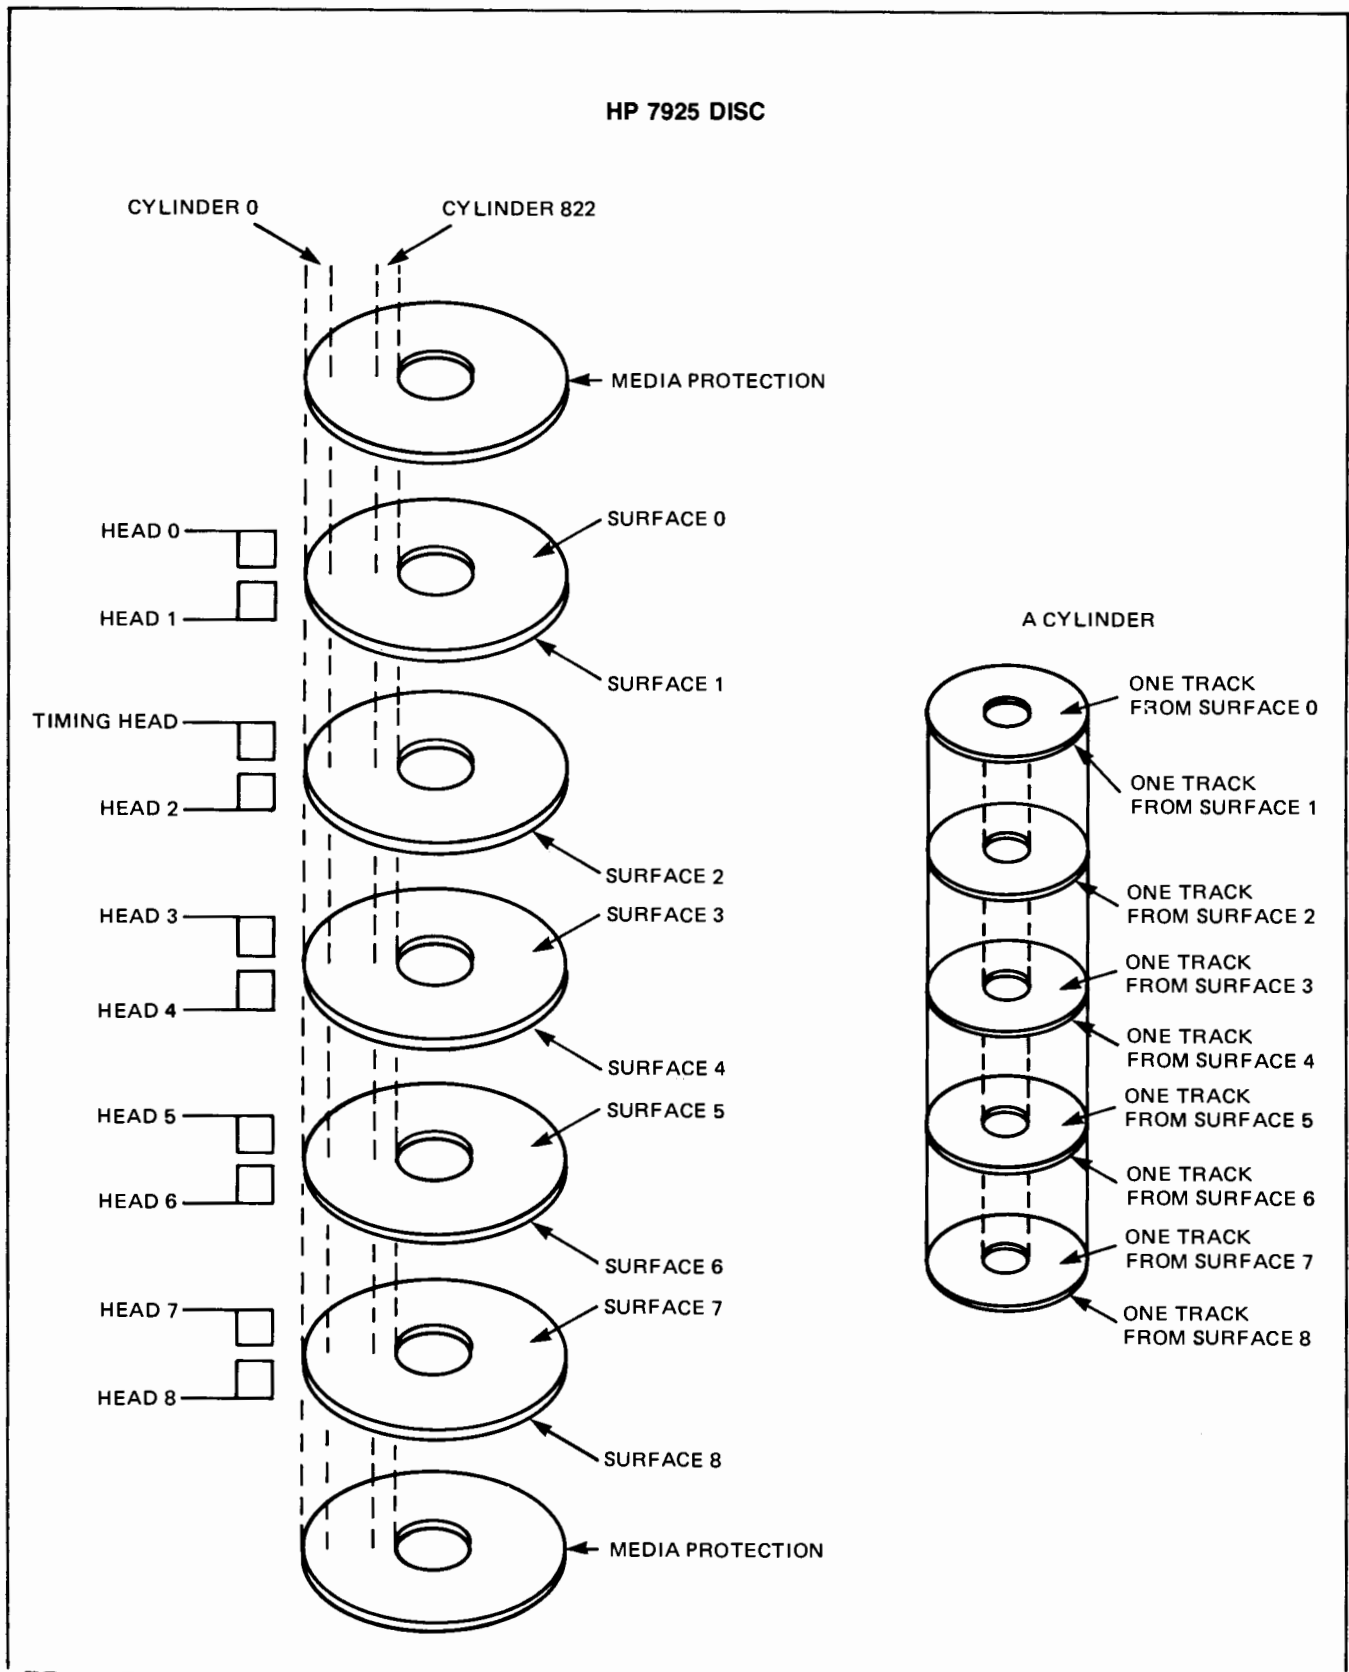 HP 7925 DISC
CYLINDER 0
CYLINDER 822
MEDIA PROTECTION
HEAD 0
SURFACE 0
HEAD 1
SURFACE 1
TIMING HEAD
HEAD 2
SURFACE 2
HEAD 3
SURFACE 3
HEAD 4
SURFACE 4
HEAD 5
SURFACE 5
HEAD 6
SURFACE 6
HEAD 7
SURFACE 7
HEAD 8
SURFACE 8
MEDIA PROTECTION
A CYLINDER
ONE TRACK
FROM SURFACE 0
ONE TRACK
FROM SURFACE 1
ONE TRACK
FROM SURFACE 2
ONE TRACK
FROM SURFACE 3
ONE TRACK
FROM SURFACE 4
ONE TRACK
FROM SURFACE 5
ONE TRACK
FROM SURFACE 6
ONE TRACK
FROM SURFACE 7
ONE TRACK
FROM SURFACE 8